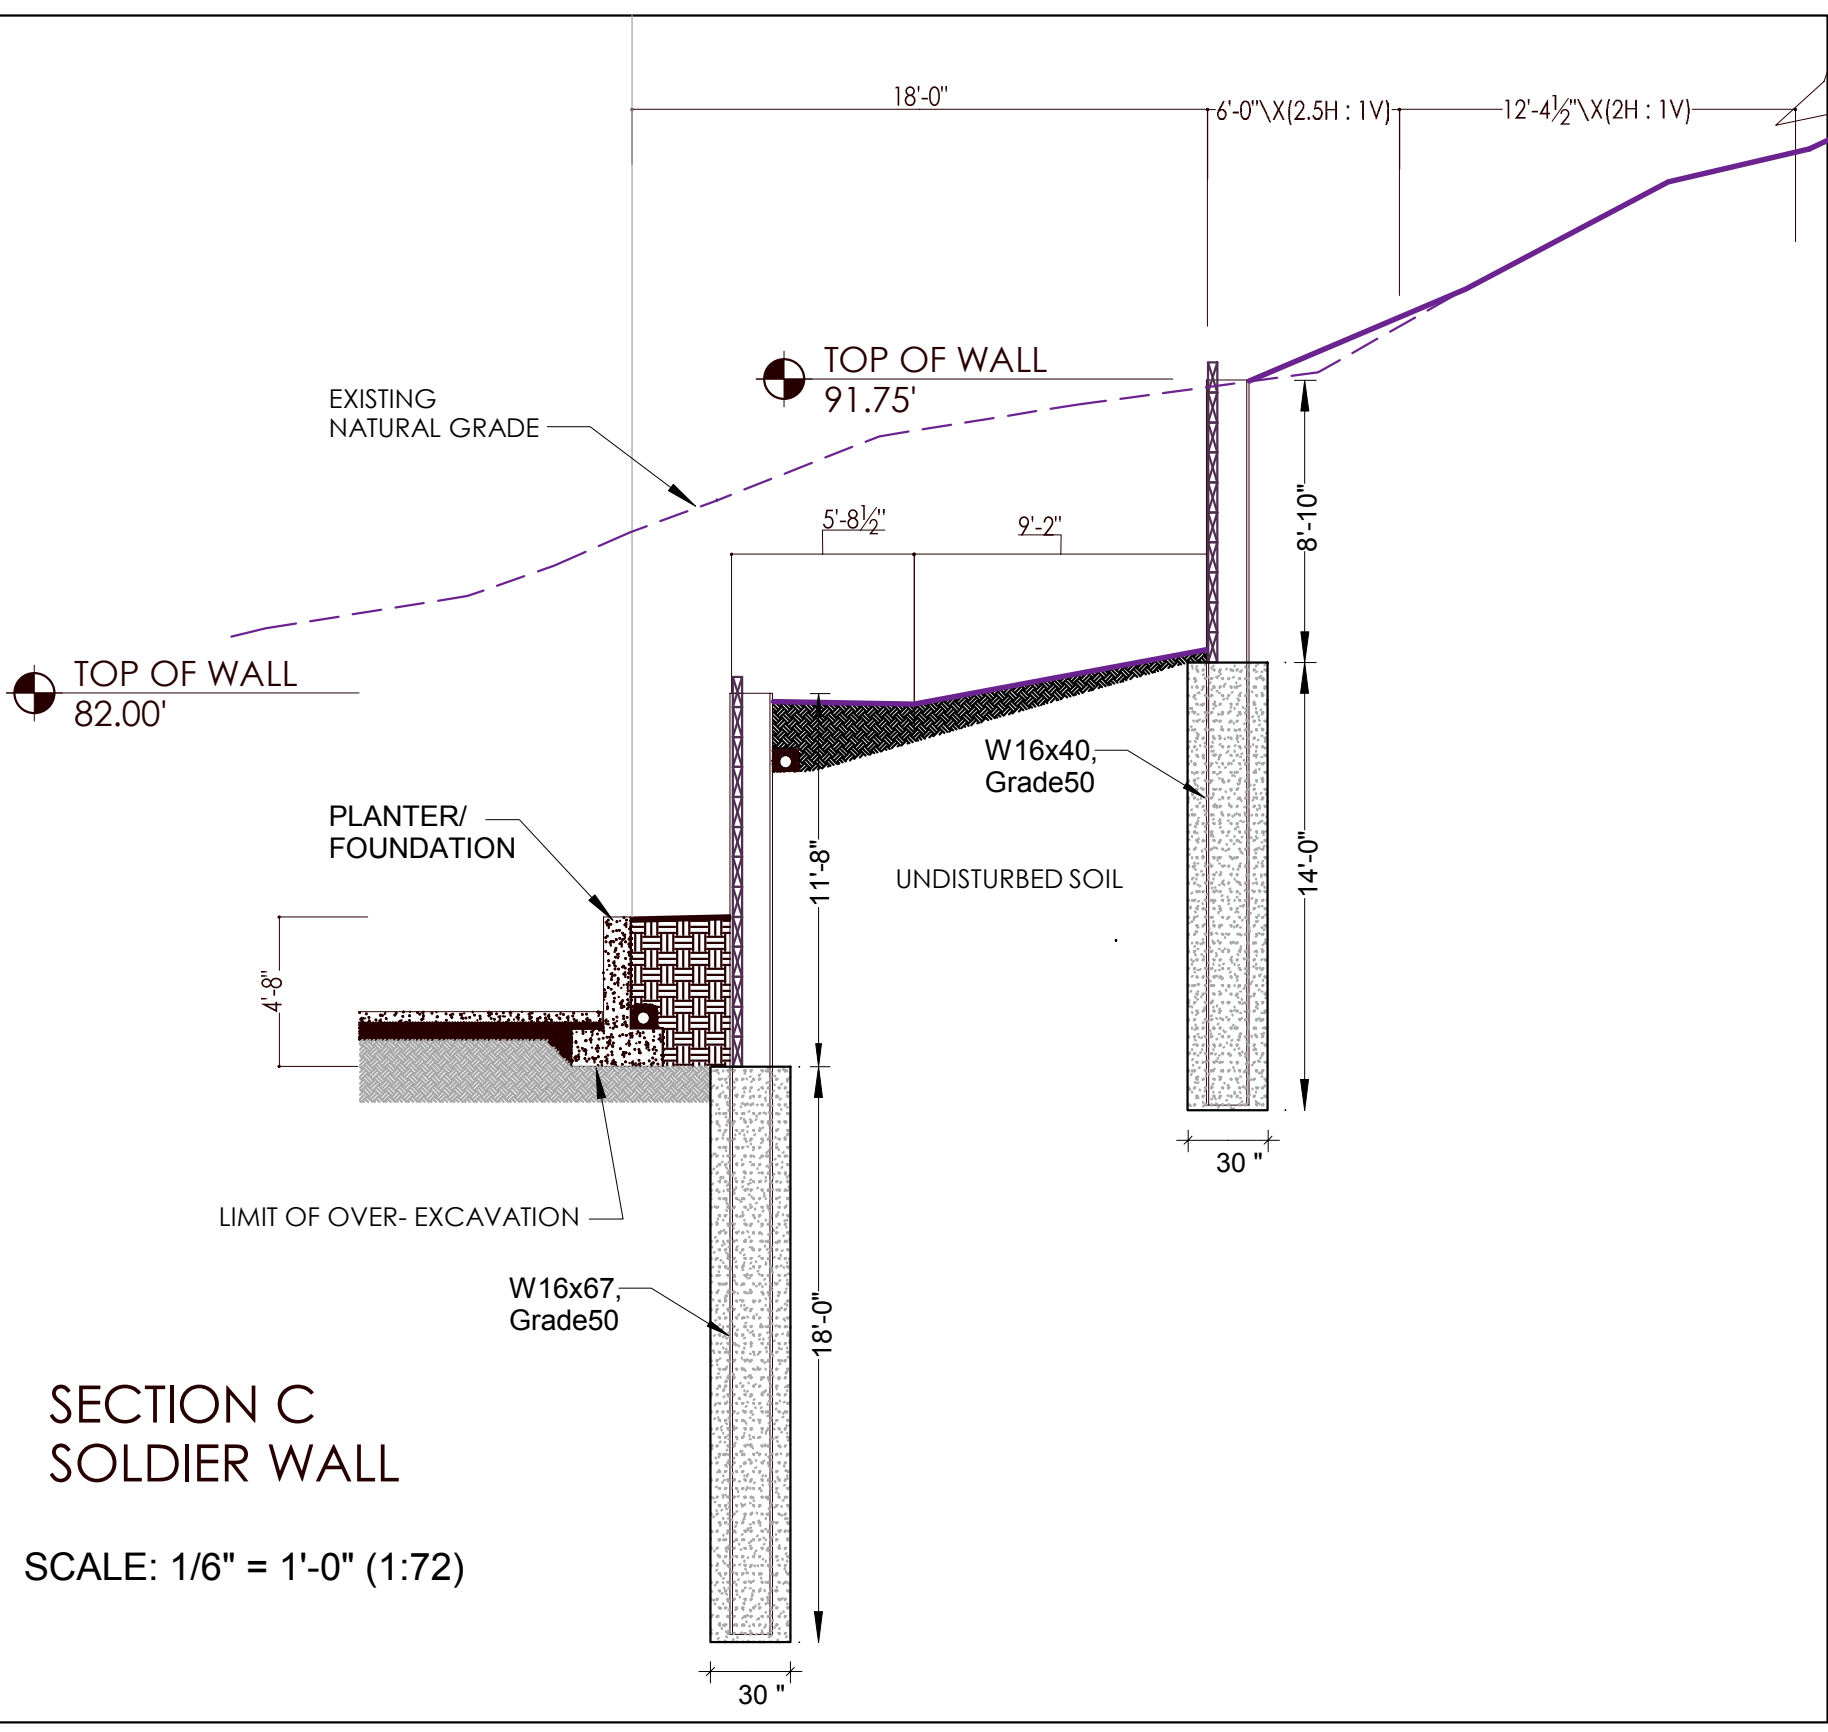 18'-0"
6'-0"\X(2.5H : 1V)
12'-4½"\X(2H : 1V)
TOP OF WALL
91.75'
EXISTING
NATURAL GRADE
5'-8½"
9'-2"
8'-10"
TOP OF WALL
82.00'
W16x40,
Grade50
PLANTER/
FOUNDATION
11'-8"
UNDISTURBED SOIL
14'-0"
4'-8"
30 "
LIMIT OF OVER- EXCAVATION
W16x67,
Grade50
18'-0"
SECTION C
SOLDIER WALL
SCALE: 1/6" = 1'-0" (1:72)
30 "